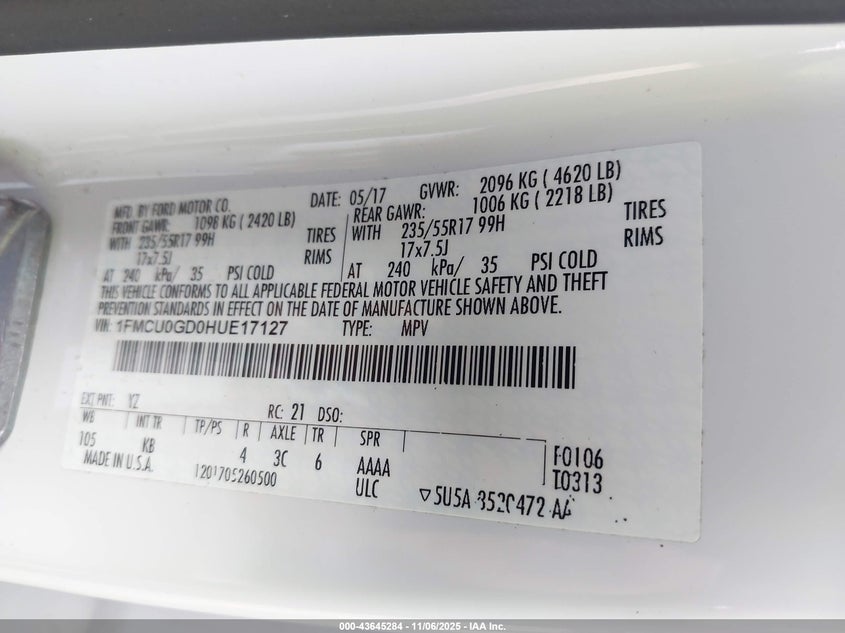 MFD. BY FORD MOTOR CO. DATE: 05/17 GVWR: 2096 KG ( 4620 LB)
FRONT GAWR: 1098 KG ( 2420 LB) REAR GAWR: 1006 KG ( 2218 LB)
WITH 235/55R17 99H TIRES WITH 235/55R17 99H TIRES
17x7.5J RIMS 17x7.5J RIMS
AT 240 kPa/ 35 PSI COLD AT 240 kPa/ 35 PSI COLD
THIS VEHICLE CONFORMS TO ALL APPLICABLE FEDERAL MOTOR VEHICLE SAFETY AND THEFT
PREVENTION STANDARDS IN EFFECT ON THE DATE OF MANUFACTURE SHOWN ABOVE.
VIN: 1FMCU0GD0HUE17127 TYPE: MPV
EXT PNT: YZ RC: 21 DSO:
WB INT TR TP/PS R AXLE TR SPR
105 KB 4 3C 6 AAAA F0106
MADE IN U.S.A. 1201705260500 ULC T0313
▽5U5A 3520472 AA
000-43645284 - 11/06/2025 - IAA Inc.